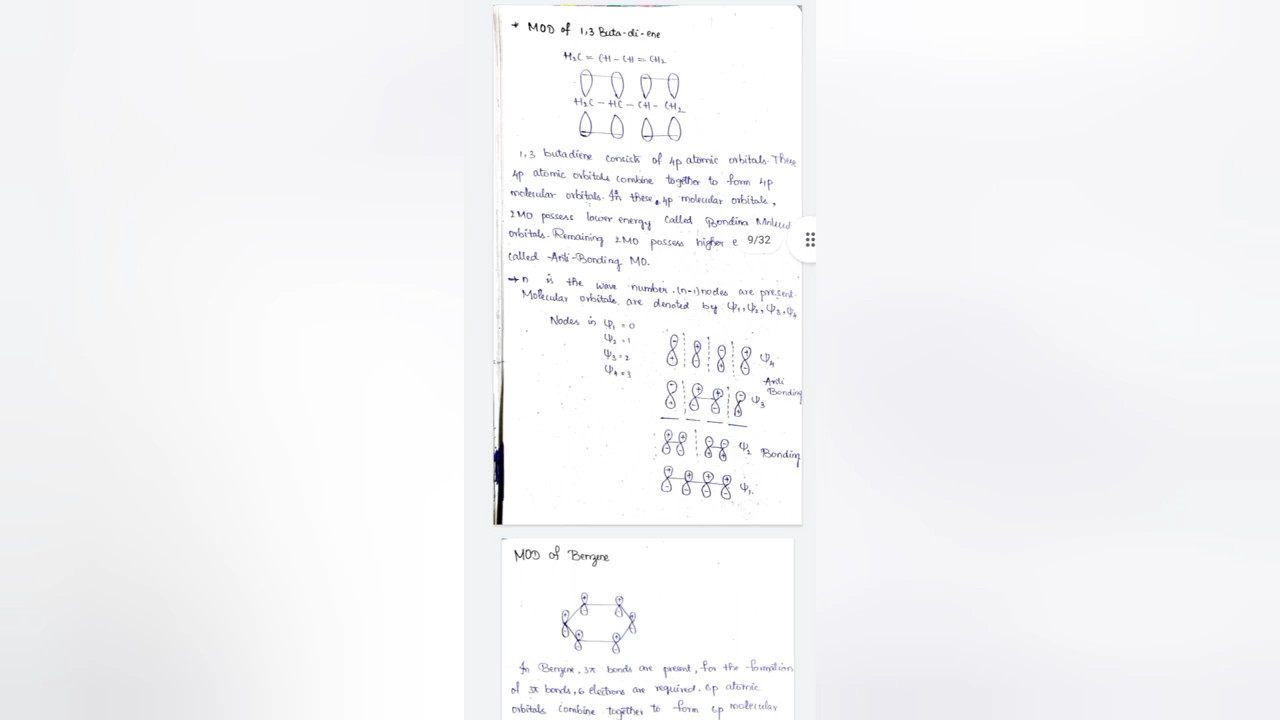 * MOD of 1,3 Buta-di-ene
H₂C = CH - CH = CH₂
H₂C - HC - CH - CH₂
1,3 butadiene consists of 4p atomic orbitals. These
4p atomic orbitals combine together to form 4p
molecular orbitals. In these 4p molecular orbitals,
2MO possess lower energy called Bonding Molecul
orbitals. Remaining 2MO possess higher e
9/32
called Anti-Bonding MO.
→ n is the wave number. (n-1) nodes are present.
Molecular orbitals are denoted by Ψ₁, Ψ₂, Ψ₃, Ψ₄
Nodes in Ψ₁ = 0
Ψ₂ = 1
Ψ₃ = 2
Ψ₄ = 3
Ψ₄
Anti
Bonding
Ψ₃
Ψ₂ Bonding
Ψ₁
MOD of Benzene
In Benzene, 3π bonds are present, for the formation
of 3π bonds, 6 electrons are required. 6p atomic
orbitals combine together to form 6p molecular